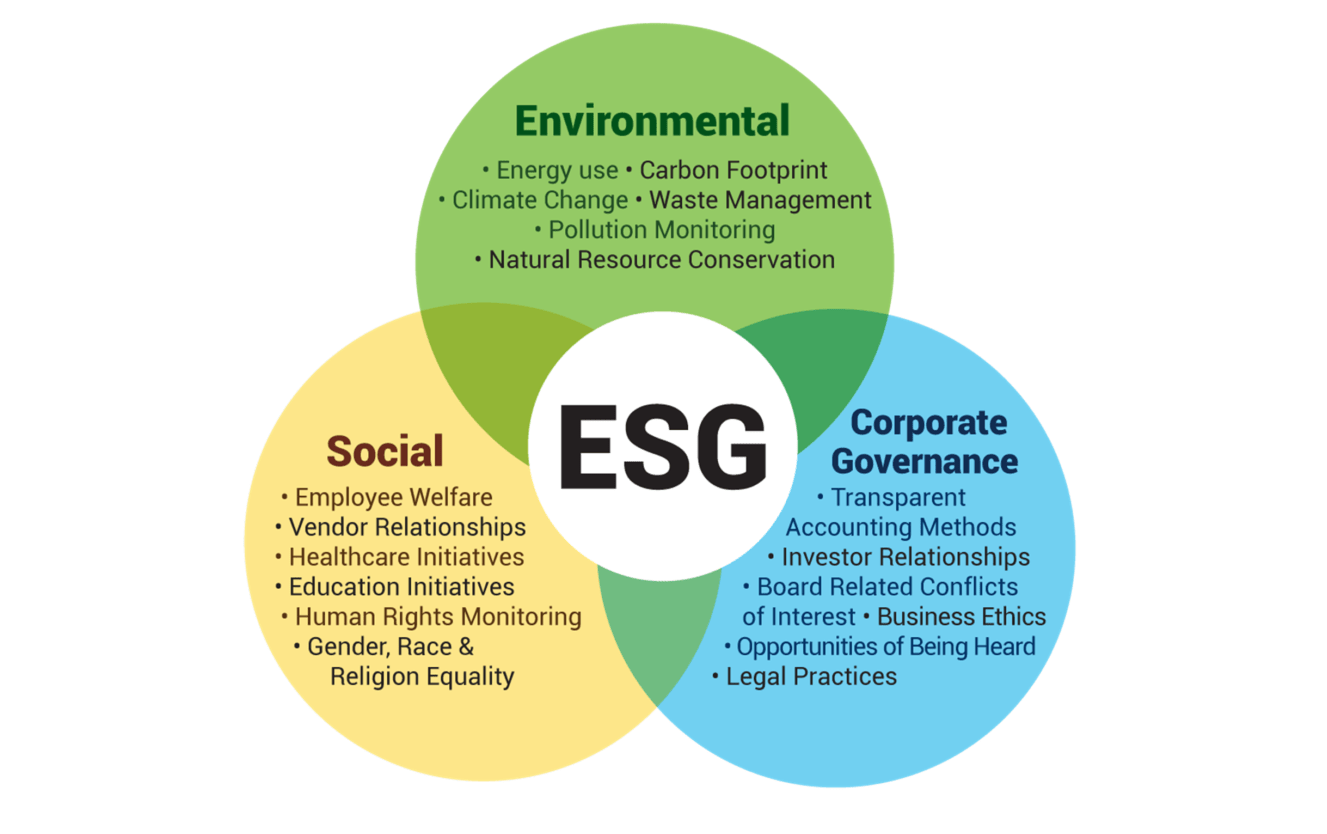 Environmental
• Energy use • Carbon Footprint
• Climate Change • Waste Management
• Pollution Monitoring
• Natural Resource Conservation
ESG
Social
• Employee Welfare
• Vendor Relationships
• Healthcare Initiatives
• Education Initiatives
• Human Rights Monitoring
• Gender, Race &
Religion Equality
Corporate
Governance
• Transparent
Accounting Methods
• Investor Relationships
• Board Related Conflicts
of Interest • Business Ethics
• Opportunities of Being Heard
• Legal Practices